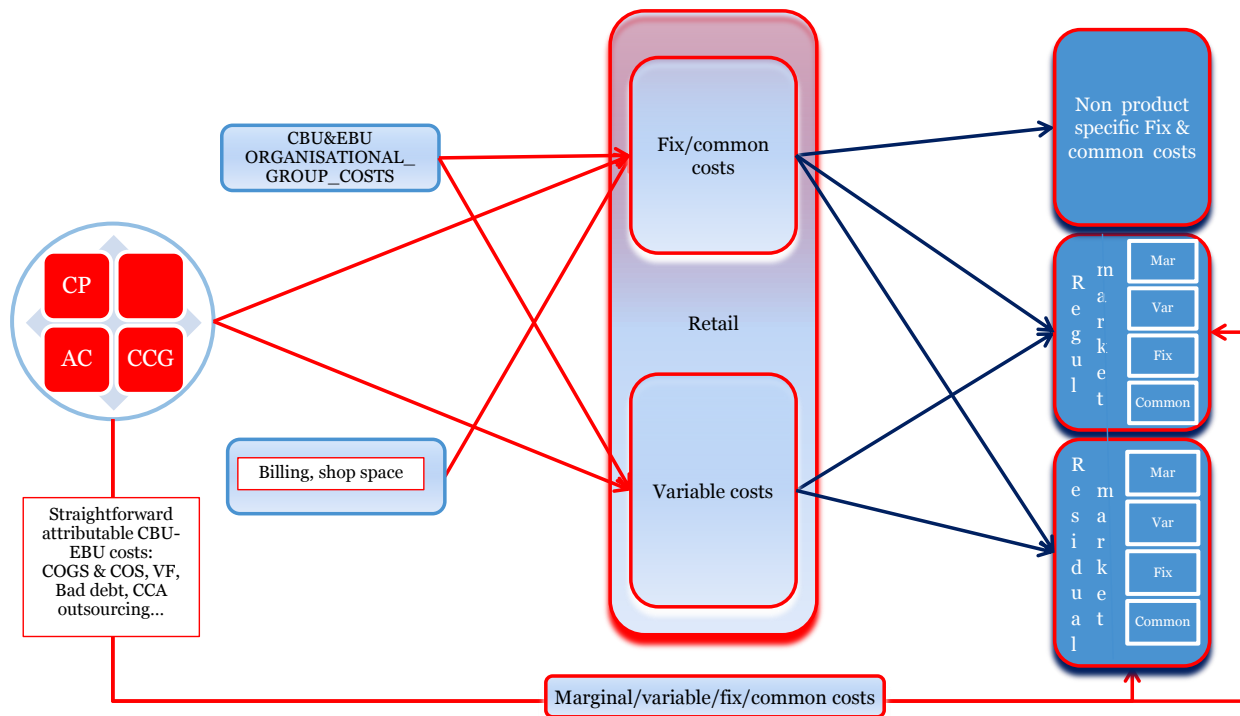 CBU&EBU
ORGANISATIONAL_
GROUP_COSTS
CP
AC
CCG
Billing, shop space
Straightforward
attributable CBU-
EBU costs:
COGS & COS, VF,
Bad debt, CCA
outsourcing…
Fix/common
costs
Retail
Variable costs
Non product
specific Fix &
common costs
Regul
market
Mar
Var
Fix
Common
Residual
market
Mar
Var
Fix
Common
Marginal/variable/fix/common costs